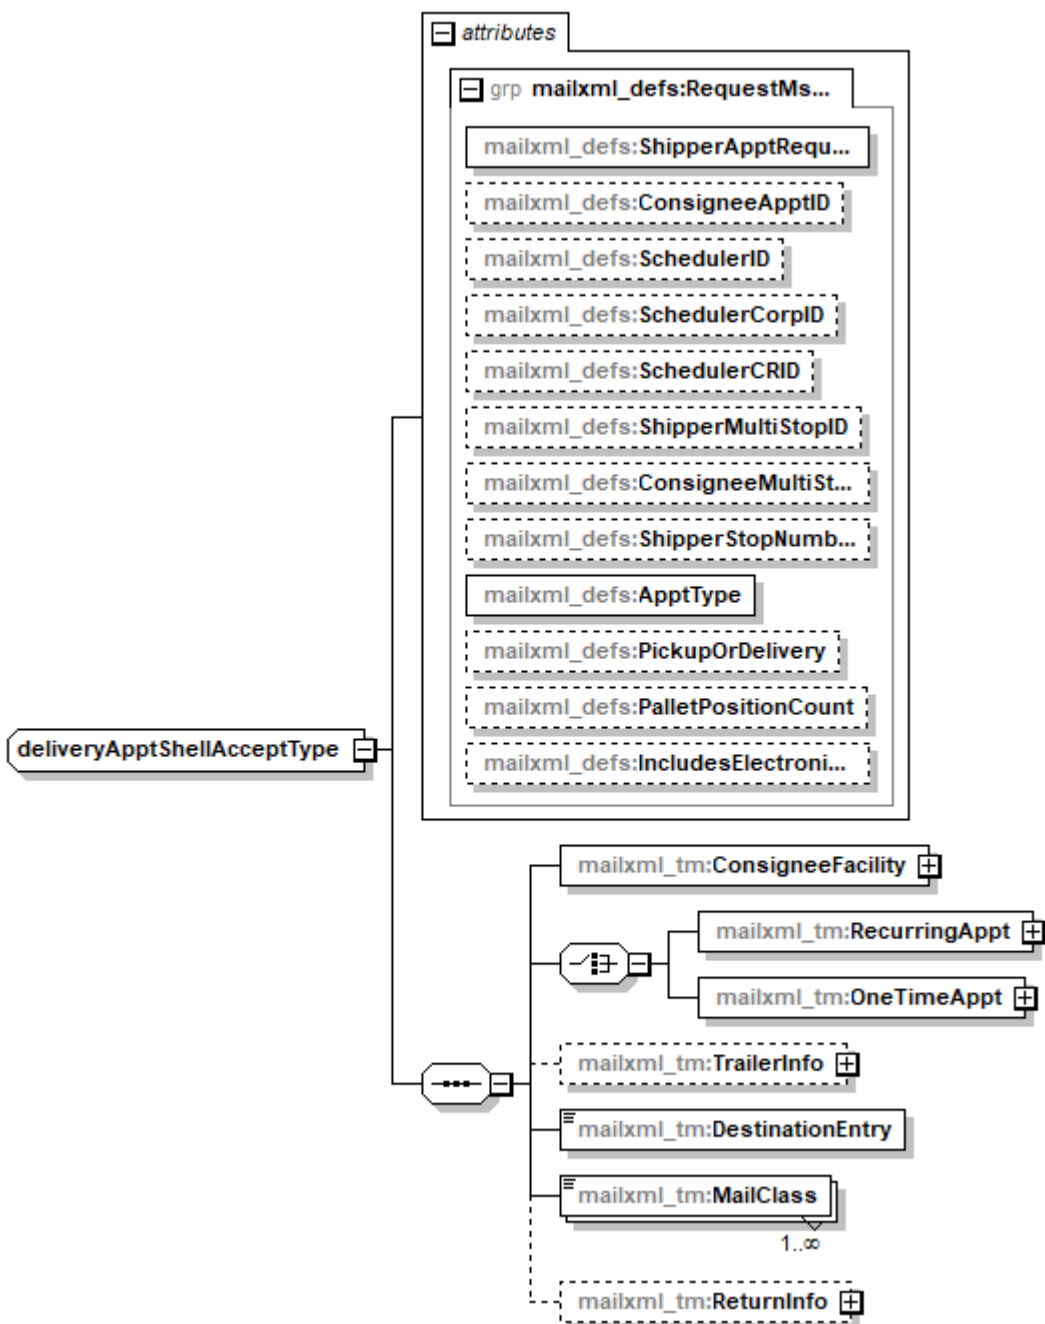 attributes
grp mailxml_defs:RequestMs...
mailxml_defs:ShipperApptRequ...
mailxml_defs:ConsigneeApptID
mailxml_defs:SchedulerID
mailxml_defs:SchedulerCorpID
mailxml_defs:SchedulerCRID
mailxml_defs:ShipperMultiStopID
mailxml_defs:ConsigneeMultiSt...
mailxml_defs:ShipperStopNumb...
mailxml_defs:ApptType
mailxml_defs:PickupOrDelivery
mailxml_defs:PalletPositionCount
mailxml_defs:IncludesElectroni...
deliveryApptShellAcceptType
mailxml_tm:ConsigneeFacility
mailxml_tm:RecurringAppt
mailxml_tm:OneTimeAppt
mailxml_tm:TrailerInfo
mailxml_tm:DestinationEntry
mailxml_tm:MailClass
1..∞
mailxml_tm:ReturnInfo